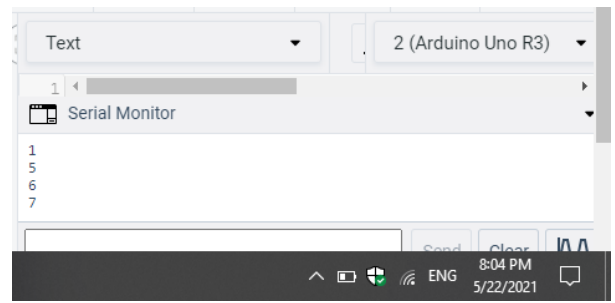 Text
2 (Arduino Uno R3)
1
Serial Monitor
1
5
6
7
Send Clear
ENG
8:04 PM
5/22/2021